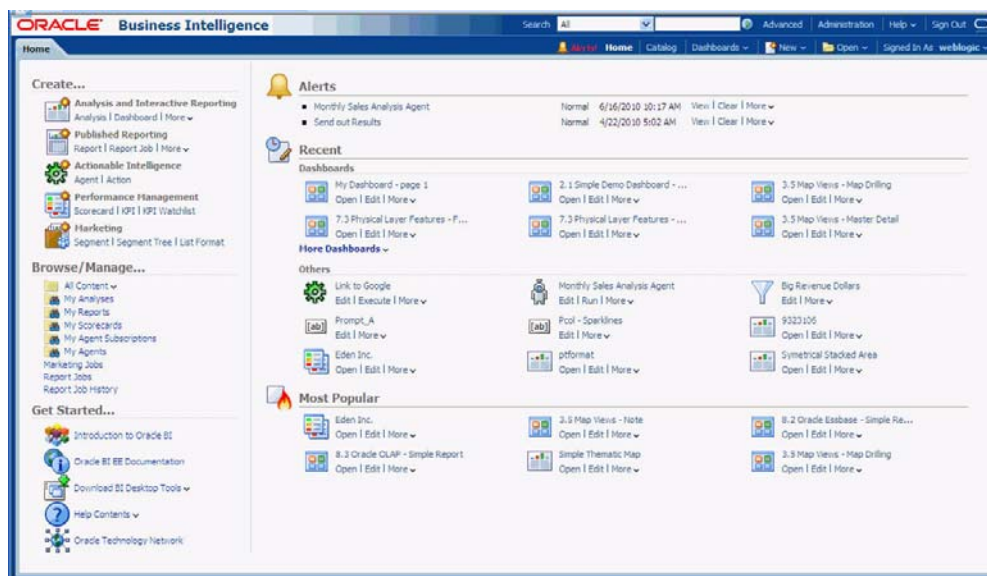 ORACLE Business Intelligence
Search All Advanced Administration Help Sign Out
Home
Alerts! Home Catalog Dashboards New Open Signed In As weblogic
Create...
Analysis and Interactive Reporting
Analysis | Dashboard | More
Published Reporting
Report | Report Job | More
Actionable Intelligence
Agent | Action
Performance Management
Scorecard | KPI | KPI Watchlist
Marketing
Segment | Segment Tree | List Format
Browse/Manage...
All Content
My Analyses
My Reports
My Scorecards
My Agent Subscriptions
My Agents
Marketing Jobs
Report Jobs
Report Job History
Get Started...
Introduction to Oracle BI
Oracle BI EE Documentation
Download BI Desktop Tools
Help Contents
Oracle Technology Network
Alerts
Monthly Sales Analysis Agent Normal 6/16/2010 10:17 AM View | Clear | More
Send out Results Normal 4/22/2010 5:02 AM View | Clear | More
Recent
Dashboards
My Dashboard - page 1 2.1 Simple Demo Dashboard - ... 3.5 Map Views - Map Drilling
Open | Edit | More Open | Edit | More Open | Edit | More
7.3 Physical Layer Features - F... 7.3 Physical Layer Features - ... 3.5 Map Views - Master Detail
Open | Edit | More Open | Edit | More Open | Edit | More
More Dashboards
Others
Link to Google Monthly Sales Analysis Agent Big Revenue Dollars
Edit | Execute | More Edit | Run | More Edit | More
[ab] Prompt_A [ab] Pcol - Sparklines 9323106
Edit | More Edit | More Open | Edit | More
Eden Inc. ptformat Symetrical Stacked Area
Open | Edit | More Open | Edit | More Open | Edit | More
Most Popular
Eden Inc. 3.5 Map Views - Note 8.2 Oracle Essbase - Simple Re...
Open | Edit | More Open | Edit | More Open | Edit | More
8.3 Oracle OLAP - Simple Report Simple Thematic Map 3.5 Map Views - Map Drilling
Open | Edit | More Open | Edit | More Open | Edit | More